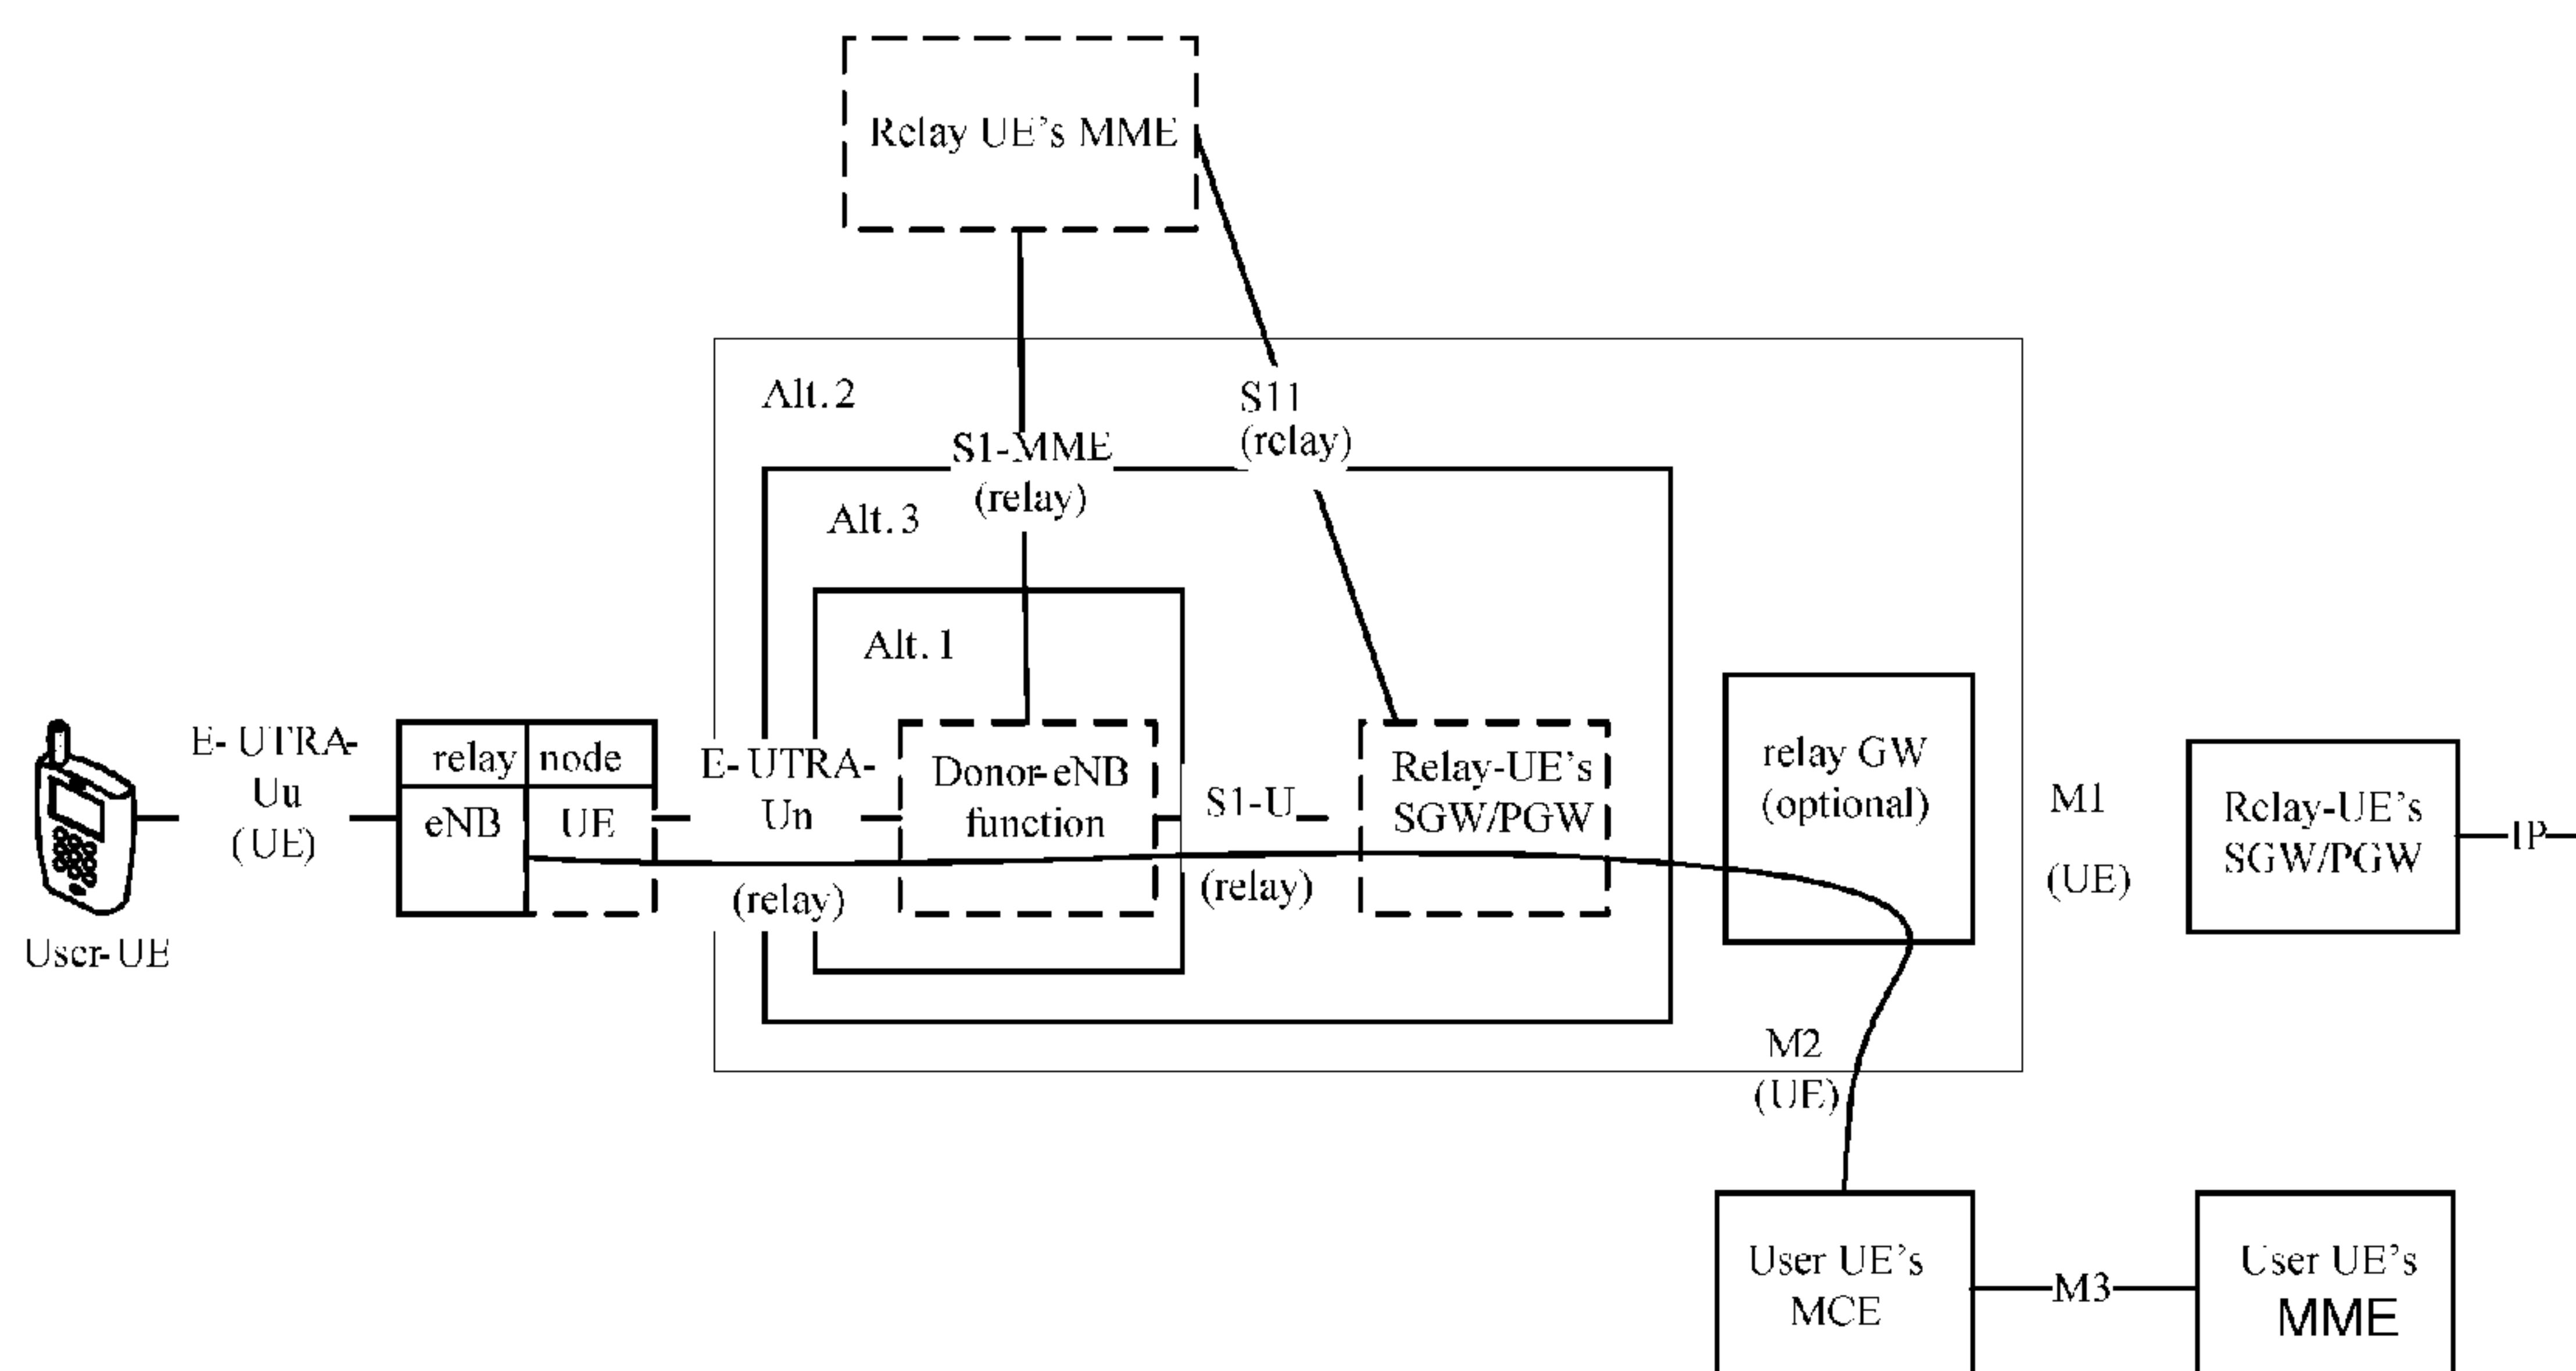 Relay UE's MME
Alt. 2
S11
(relay)
S1-MME
(relay)
Alt. 3
Alt. 1
E- UTRA-
Uu
(UE)
relay node
eNB UE
E- UTRA-
Un
(relay)
Donor-eNB
function
S1-U
(relay)
Relay-UE's
SGW/PGW
relay GW
(optional)
M1
(UE)
Relay-UE's
SGW/PGW
IP
User-UE
M2
(UE)
User UE's
MCE
M3
User UE's
MME